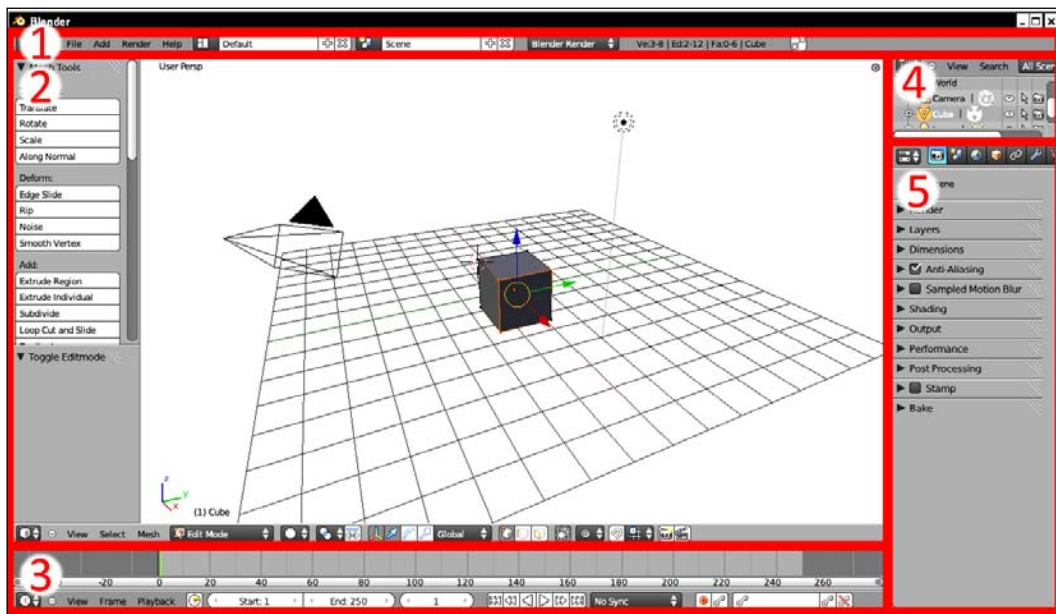 Blender
1
File Add Render Help Default Scene Blender Render Ve:3-8 | Ed:2-12 | Fa:0-6 | Cube
2
Mesh Tools
Translate
Rotate
Scale
Along Normal
Deform:
Edge Slide
Rip
Noise
Smooth Vertex
Add:
Extrude Region
Extrude Individual
Subdivide
Loop Cut and Slide
Toggle Editmode
User Persp
z
y
x
(1) Cube
View Select Mesh Edit Mode Global
3
-20 0 20 40 60 80 100 120 140 160 180 200 220 240 260
View Frame Playback Start: 1 End: 250 1 No Sync
4
View Search All Scen
World
Camera |
Cube |
5
Render
Layers
Dimensions
Anti-Aliasing
Sampled Motion Blur
Shading
Output
Performance
Post Processing
Stamp
Bake